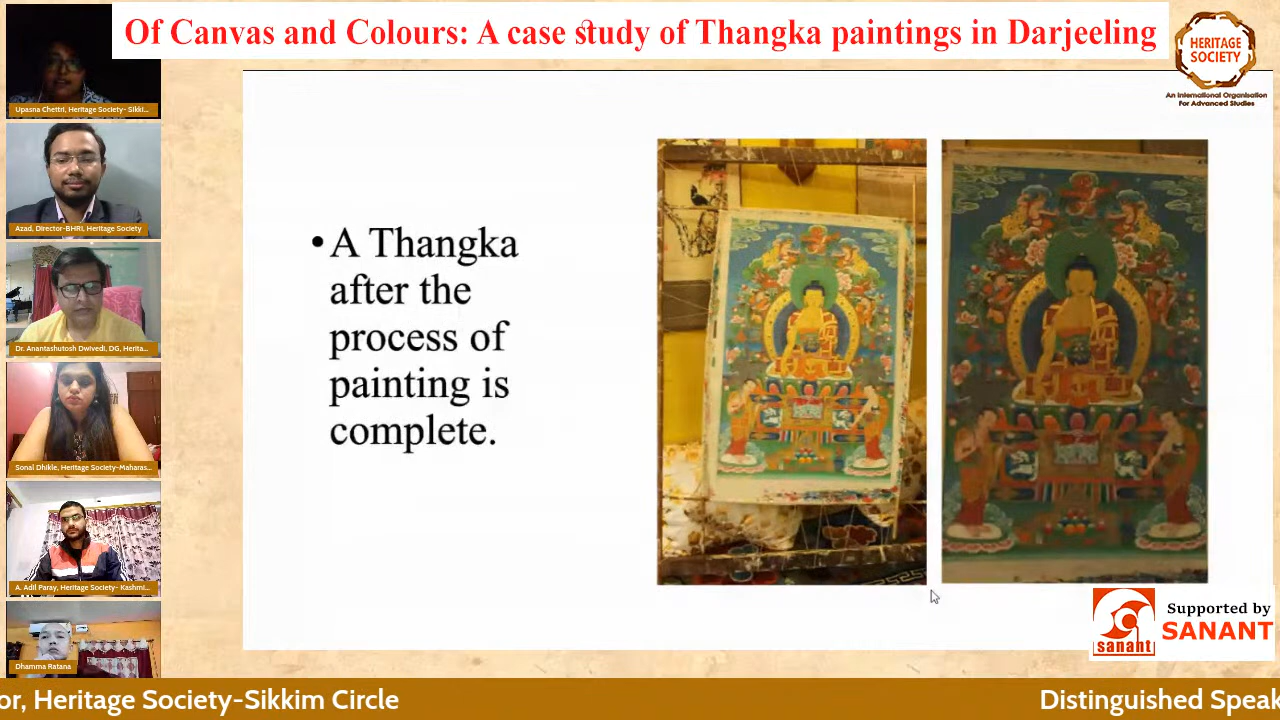 Of Canvas and Colours: A case study of Thangka paintings in Darjeeling
HERITAGE
SOCIETY
An International Organisation
For Advanced Studies
Upasna Chettri, Heritage Society- Sikki...
Azad, Director-BHRI, Heritage Society
Dr. Anantashutosh Dwivedi, DG, Herita...
Sonal Dhikle, Heritage Society-Maharas...
A. Adil Paray, Heritage Society- Kashmi...
Dhamma Ratana
•A Thangka
after the
process of
painting is
complete.
sanant
Supported by
SANANT
or, Heritage Society-Sikkim Circle
Distinguished Speak